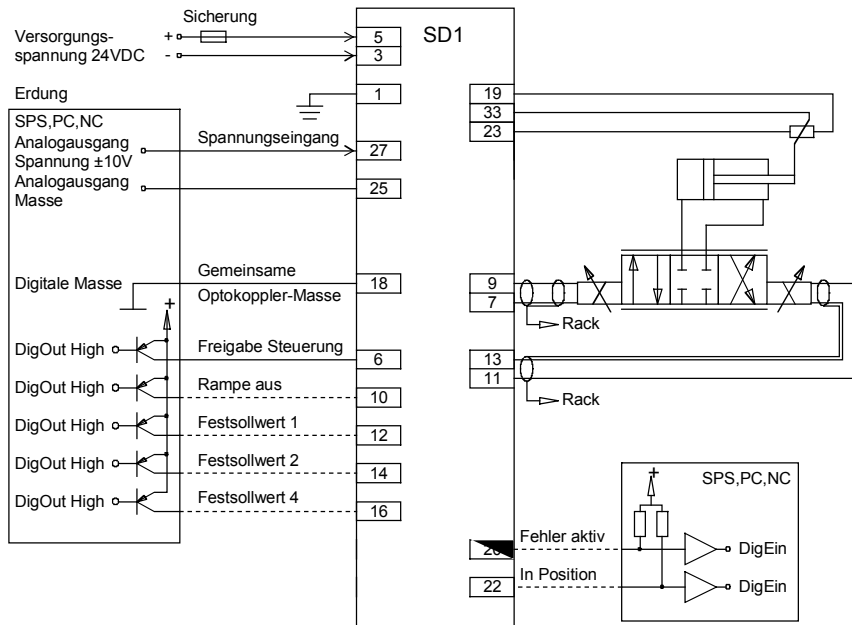 Sicherung
Versorgungs-
spannung 24VDC
+
-
5
3
SD1
Erdung
1
19
33
23
SPS,PC,NC
Analogausgang
Spannung ±10V
Spannungseingang
27
Analogausgang
Masse
25
Digitale Masse
Gemeinsame
Optokoppler-Masse
18
9
7
Rack
+
DigOut High
Freigabe Steuerung
6
13
11
Rack
DigOut High
Rampe aus
10
DigOut High
Festsollwert 1
12
DigOut High
Festsollwert 2
14
DigOut High
Festsollwert 4
16
SPS,PC,NC
+
Fehler aktiv
DigEin
22
In Position
DigEin